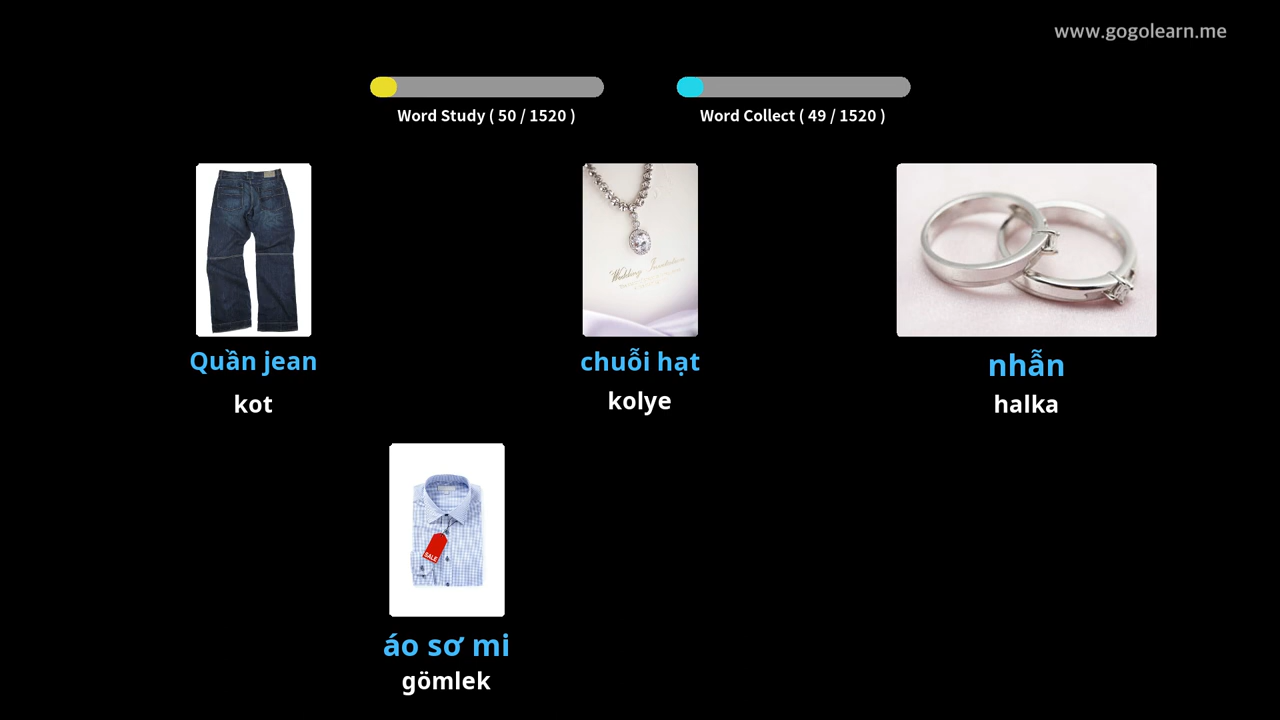 www.gogolearn.me
Word Study ( 50 / 1520 )
Word Collect ( 49 / 1520 )
Quần jean
kot
chuỗi hạt
kolye
nhẫn
halka
áo sơ mi
gömlek
SALE